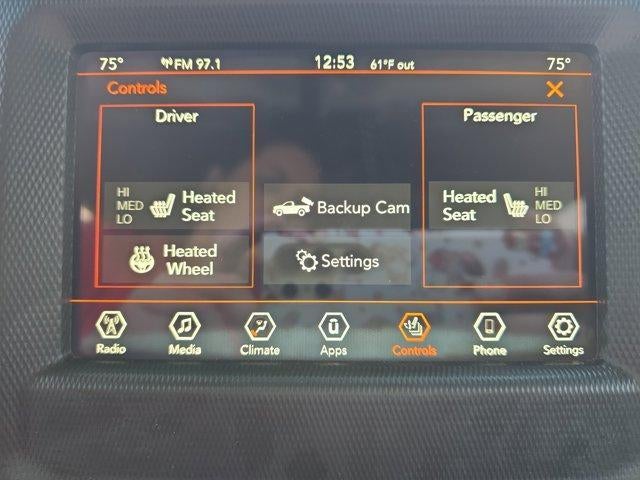 75° FM 97.1 12:53 61°F out 75°
Controls
Driver
HI
MED
LO
Heated
Seat
Heated
Wheel
Backup Cam
Settings
Passenger
Heated
Seat
HI
MED
LO
Radio Media Climate Apps Controls Phone Settings